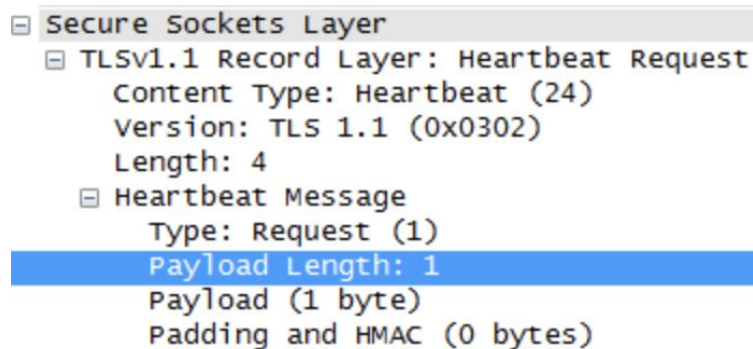 Secure Sockets Layer
TLSv1.1 Record Layer: Heartbeat Request
Content Type: Heartbeat (24)
Version: TLS 1.1 (0x0302)
Length: 4
Heartbeat Message
Type: Request (1)
Payload Length: 1
Payload (1 byte)
Padding and HMAC (0 bytes)